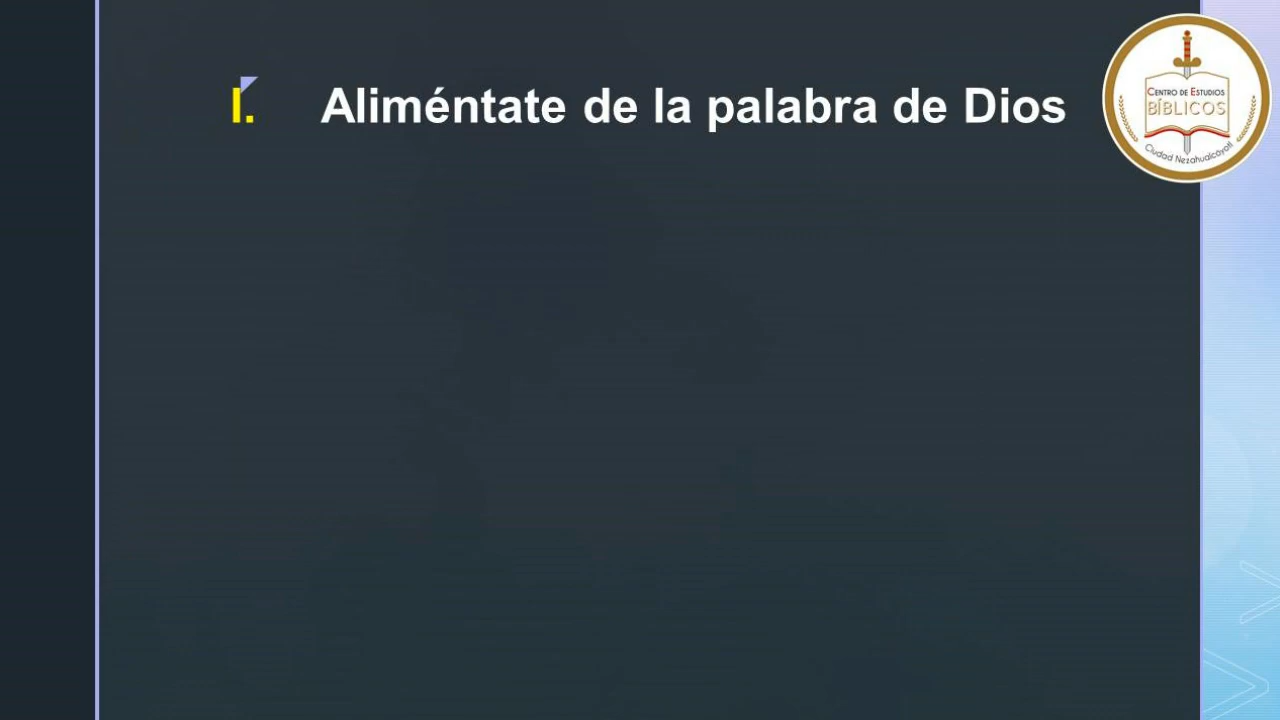 I. Aliméntate de la palabra de Dios
CENTRO DE ESTUDIOS
BÍBLICOS
Ciudad Nezahualcóyotl